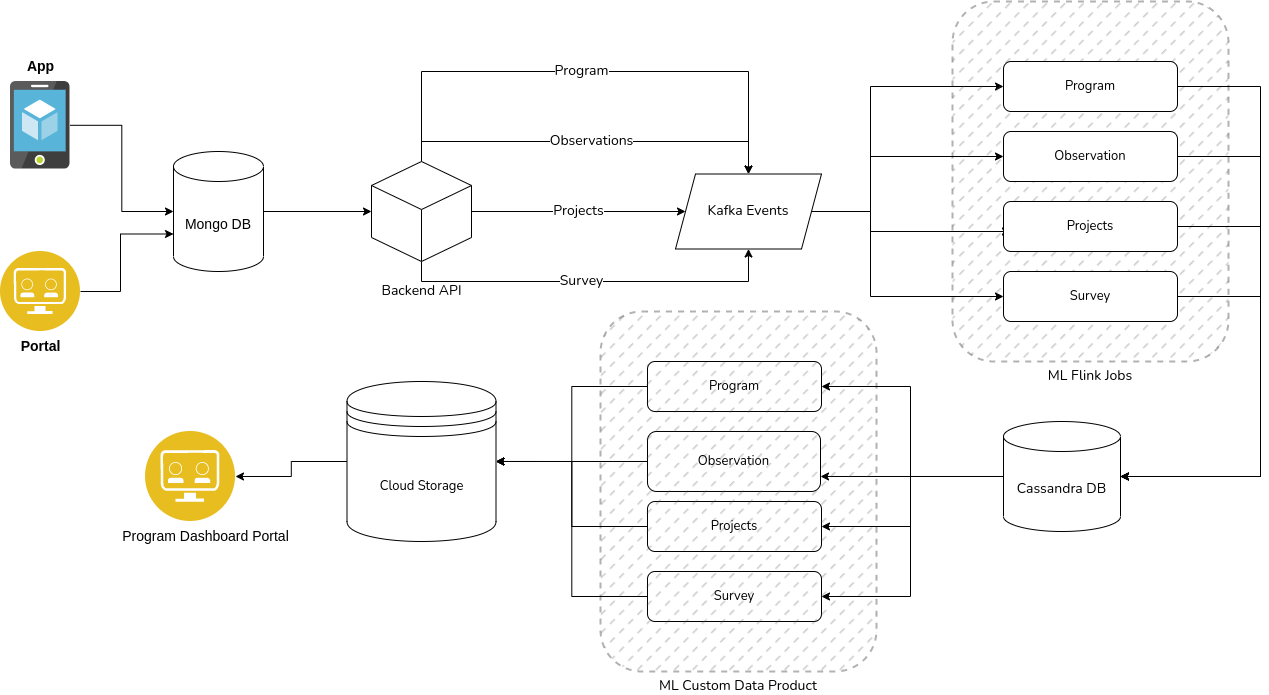 App
Portal
Mongo DB
Backend API
Program
Observations
Projects
Survey
Kafka Events
Program
Observation
Projects
Survey
ML Flink Jobs
Cassandra DB
Program
Observation
Projects
Survey
ML Custom Data Product
Cloud Storage
Program Dashboard Portal